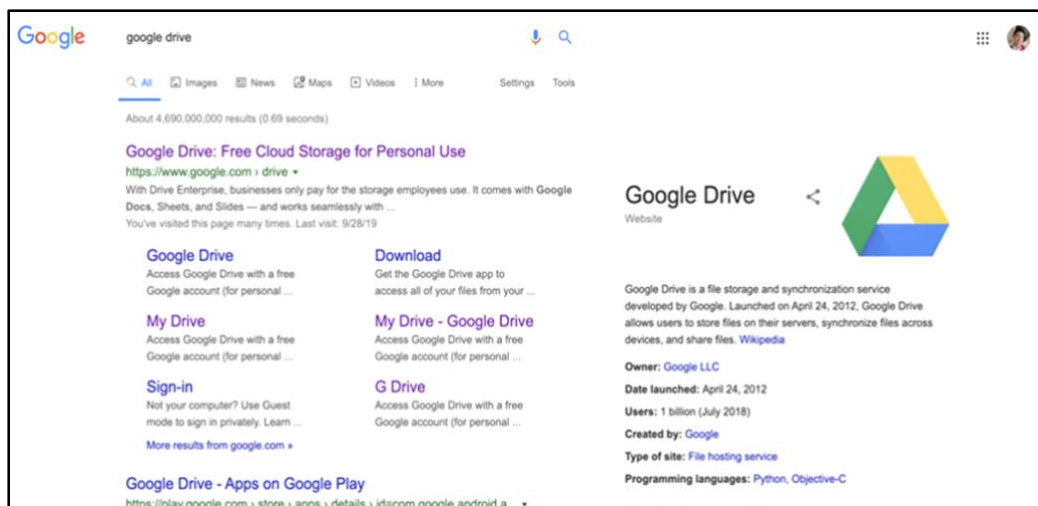 Google
google drive
All Images News Maps Videos More Settings Tools
About 4,690,000,000 results (0.69 seconds)
Google Drive: Free Cloud Storage for Personal Use
https://www.google.com › drive
With Drive Enterprise, businesses only pay for the storage employees use. It comes with Google
Docs, Sheets, and Slides — and works seamlessly with ...
You've visited this page many times. Last visit: 9/28/19
Google Drive
Access Google Drive with a free
Google account (for personal ...
Download
Get the Google Drive app to
access all of your files from your ...
My Drive
Access Google Drive with a free
Google account (for personal ...
My Drive - Google Drive
Access Google Drive with a free
Google account (for personal ...
Sign-in
Not your computer? Use Guest
mode to sign in privately. Learn ...
G Drive
Access Google Drive with a free
Google account (for personal ...
More results from google.com »
Google Drive - Apps on Google Play
https://play.google.com › store › apps › details › id=com.google.android.a...
Google Drive
Website
Google Drive is a file storage and synchronization service
developed by Google. Launched on April 24, 2012, Google Drive
allows users to store files on their servers, synchronize files across
devices, and share files. Wikipedia
Owner: Google LLC
Date launched: April 24, 2012
Users: 1 billion (July 2018)
Created by: Google
Type of site: File hosting service
Programming languages: Python, Objective-C